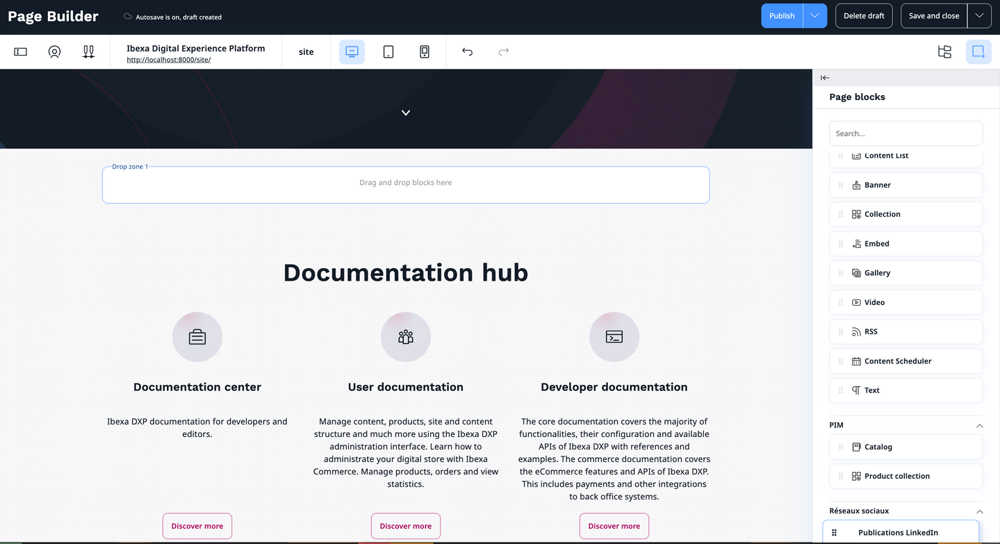 Page Builder
Autosave is on, draft created
Publish
Delete draft
Save and close
Ibexa Digital Experience Platform
http://localhost:8000/site/
site
Drop zone 1
Drag and drop blocks here
Documentation hub
Documentation center
Ibexa DXP documentation for developers and
editors.
Discover more
User documentation
Manage content, products, site and content
structure and much more using the Ibexa DXP
administration interface. Learn how to
administrate your digital store with Ibexa
Commerce. Manage products, orders and view
statistics.
Discover more
Developer documentation
The core documentation covers the majority of
functionalities, their configuration and available
APIs of Ibexa DXP with references and
examples. The commerce documentation covers
the eCommerce features and APIs of Ibexa DXP.
This includes payments and other integrations
to back office systems.
Discover more
Page blocks
Search...
Content List
Banner
Collection
Embed
Gallery
Video
RSS
Content Scheduler
Text
PIM
Catalog
Product collection
Réseaux sociaux
Publications LinkedIn